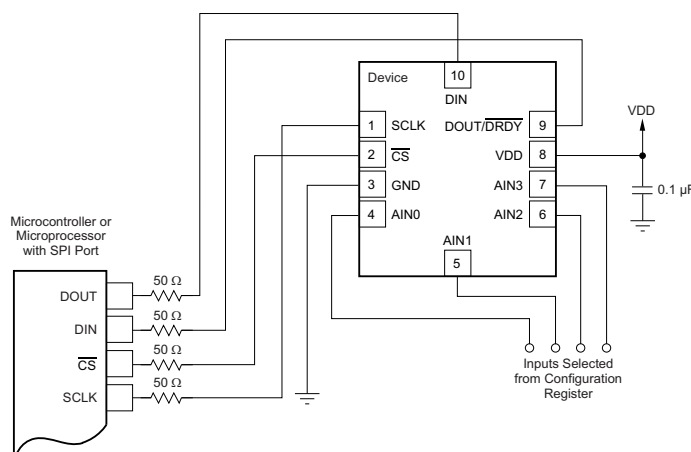 Device
10
DIN
1 SCLK
DOUT/DRDY 9
VDD
2 CS
VDD 8
3 GND
AIN3 7
0.1 µF
4 AIN0
AIN2 6
AIN1
5
Microcontroller or
Microprocessor
with SPI Port
50 Ω
DOUT
50 Ω
DIN
50 Ω
CS
50 Ω
SCLK
Inputs Selected
from Configuration
Register